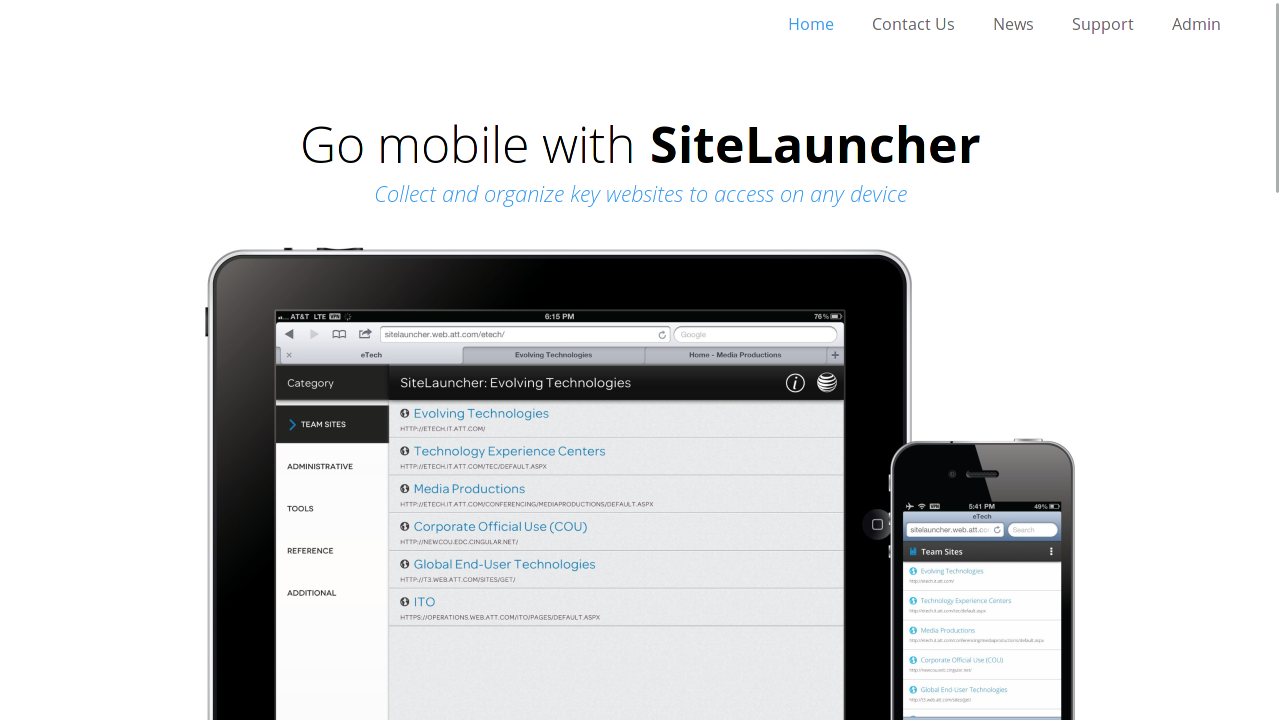 Home Contact Us News Support Admin
Go mobile with SiteLauncher
Collect and organize key websites to access on any device
AT&T LTE VPN 6:15 PM 76%
sitelauncher.web.att.com/etech/ Google
eTech Evolving Technologies Home - Media Productions
Category SiteLauncher: Evolving Technologies
TEAM SITES
ADMINISTRATIVE
TOOLS
REFERENCE
ADDITIONAL
Evolving Technologies
HTTP://ETECH.IT.ATT.COM/
Technology Experience Centers
HTTP://ETECH.IT.ATT.COM/TEC/DEFAULT.ASPX
Media Productions
HTTP://ETECH.IT.ATT.COM/CONFERENCING/MEDIAPRODUCTIONS/DEFAULT.ASPX
Corporate Official Use (COU)
HTTP://NEWCOU.EDC.CINGULAR.NET/
Global End-User Technologies
HTTP://T3.WEB.ATT.COM/SITES/GET/
ITO
HTTPS://OPERATIONS.WEB.ATT.COM/ITO/PAGES/DEFAULT.ASPX
VPN 5:41 PM 49%
eTech
sitelauncher.web.att.co Search
Team Sites
Evolving Technologies
http://etech.it.att.com/
Technology Experience Centers
http://etech.it.att.com/tec/default.aspx
Media Productions
http://etech.it.att.com/conferencing/mediaproductions/default.aspx
Corporate Official Use (COU)
http://newcou.edc.cingular.net/
Global End-User Technologies
http://t3.web.att.com/sites/get/